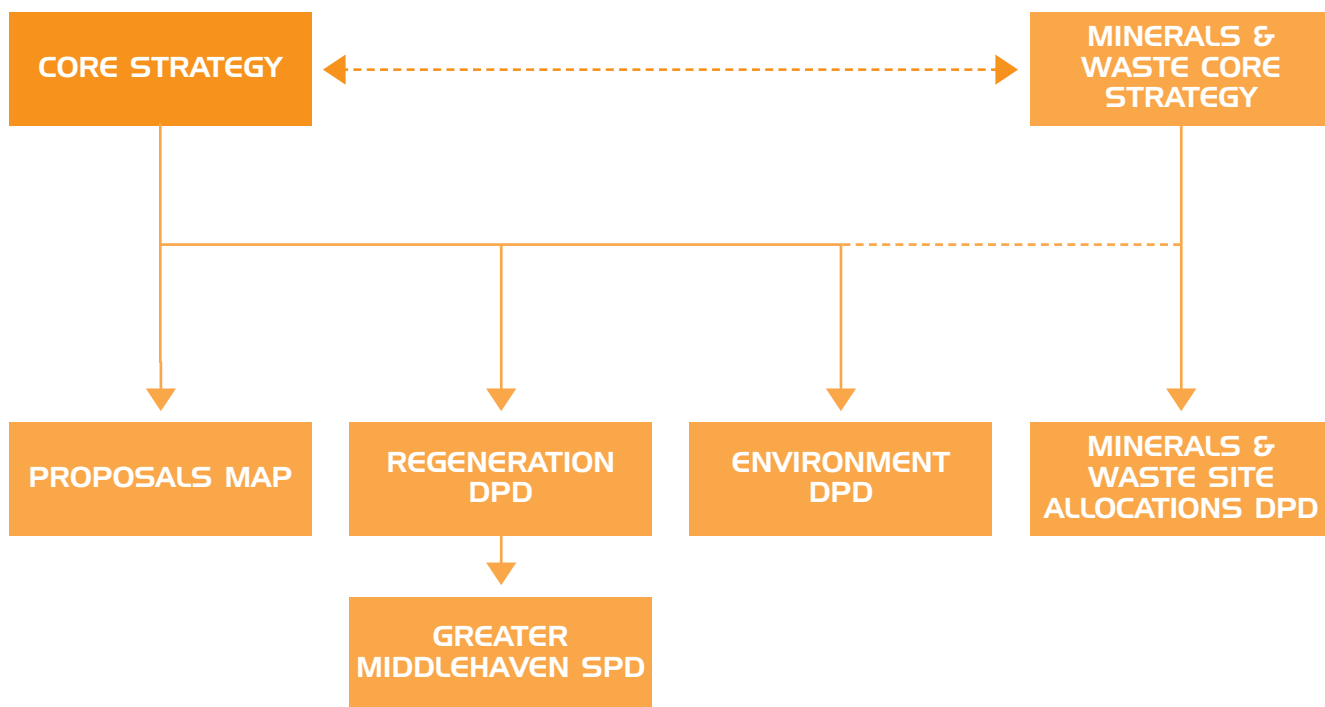 CORE STRATEGY
MINERALS &
WASTE CORE
STRATEGY
PROPOSALS MAP
REGENERATION
DPD
ENVIRONMENT
DPD
MINERALS &
WASTE SITE
ALLOCATIONS DPD
GREATER
MIDDLEHAVEN SPD